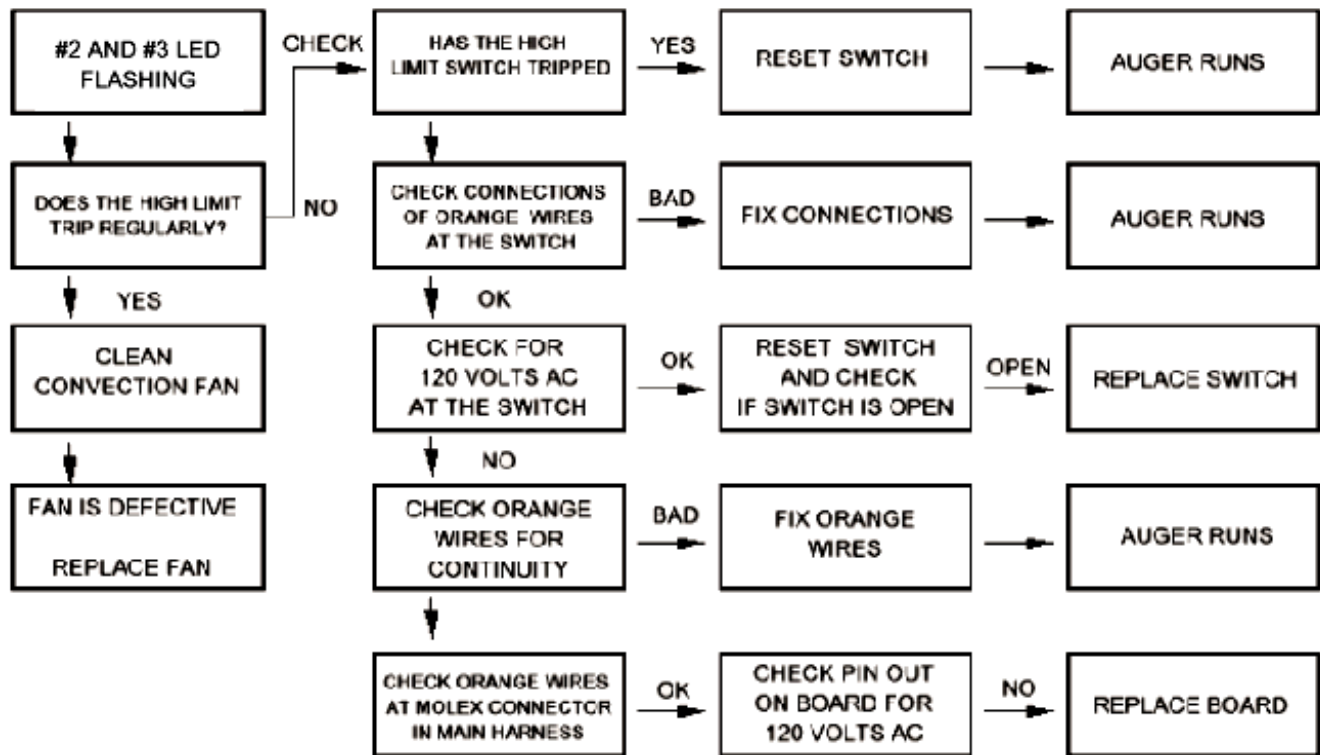 #2 AND #3 LED
FLASHING
CHECK
HAS THE HIGH
LIMIT SWITCH TRIPPED
YES
RESET SWITCH
AUGER RUNS
DOES THE HIGH LIMIT
TRIP REGULARLY?
NO
CHECK CONNECTIONS
OF ORANGE WIRES
AT THE SWITCH
BAD
FIX CONNECTIONS
AUGER RUNS
YES
OK
CLEAN
CONVECTION FAN
CHECK FOR
120 VOLTS AC
AT THE SWITCH
OK
RESET SWITCH
AND CHECK
IF SWITCH IS OPEN
OPEN
REPLACE SWITCH
NO
FAN IS DEFECTIVE
REPLACE FAN
CHECK ORANGE
WIRES FOR
CONTINUITY
BAD
FIX ORANGE
WIRES
AUGER RUNS
CHECK ORANGE WIRES
AT MOLEX CONNECTOR
IN MAIN HARNESS
OK
CHECK PIN OUT
ON BOARD FOR
120 VOLTS AC
NO
REPLACE BOARD